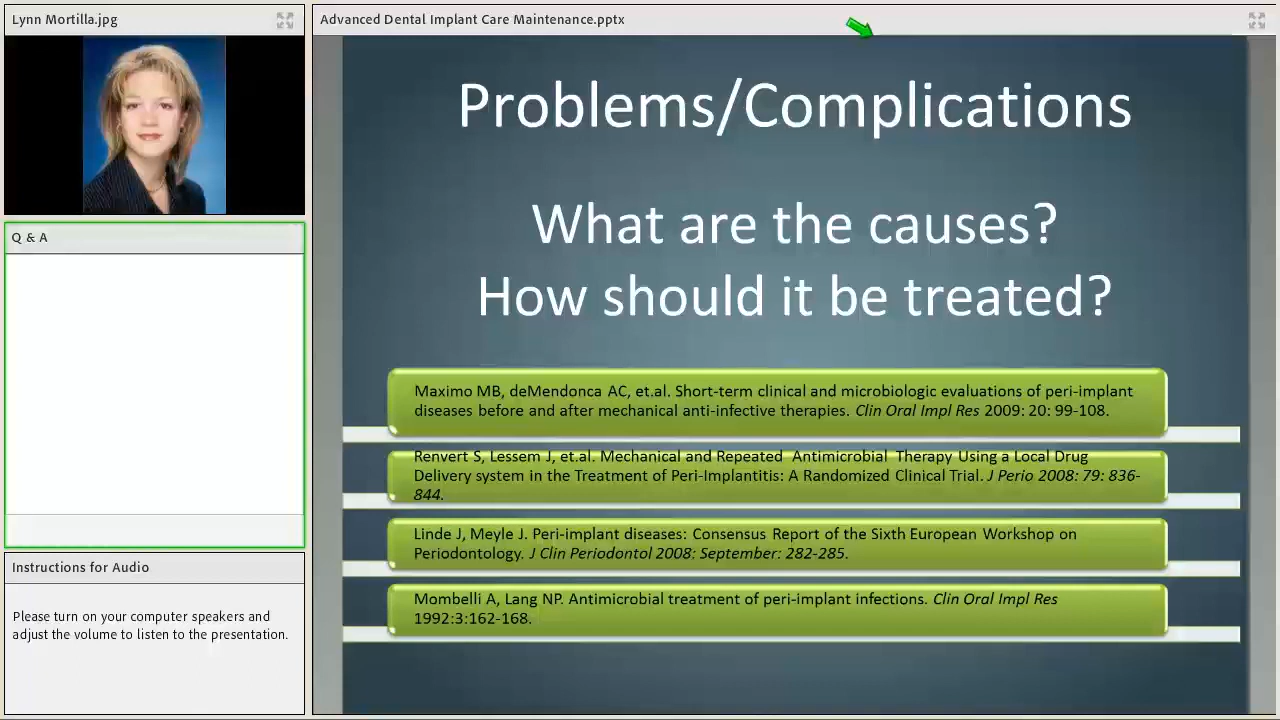 Lynn Mortilla.jpg
Advanced Dental Implant Care Maintenance.pptx
Problems/Complications
What are the causes?
How should it be treated?
Maximo MB, deMendonca AC, et.al. Short-term clinical and microbiologic evaluations of peri-implant
diseases before and after mechanical anti-infective therapies. Clin Oral Impl Res 2009: 20: 99-108.
Renvert S, Lessem J, et.al. Mechanical and Repeated Antimicrobial Therapy Using a Local Drug
Delivery system in the Treatment of Peri-Implantitis: A Randomized Clinical Trial. J Perio 2008: 79: 836-
844.
Linde J, Meyle J. Peri-implant diseases: Consensus Report of the Sixth European Workshop on
Periodontology. J Clin Periodontol 2008: September: 282-285.
Mombelli A, Lang NP. Antimicrobial treatment of peri-implant infections. Clin Oral Impl Res
1992:3:162-168.
Q & A
Instructions for Audio
Please turn on your computer speakers and
adjust the volume to listen to the presentation.